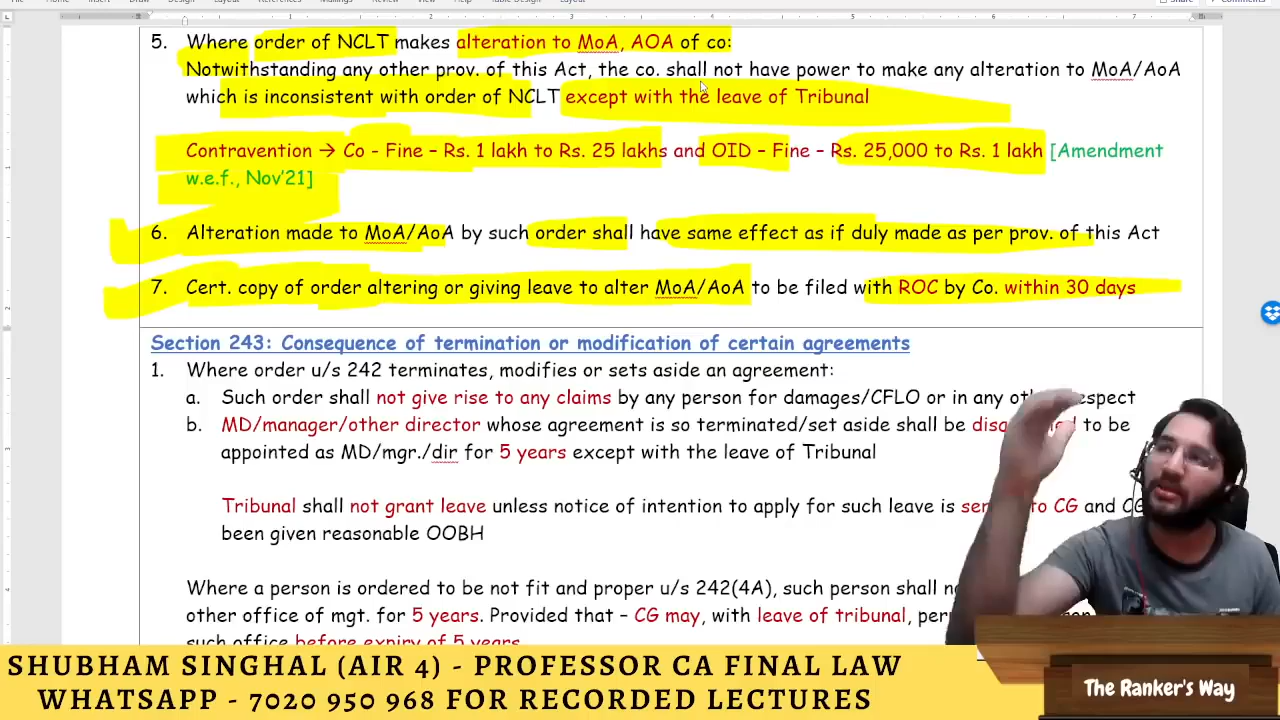 5. Where order of NCLT makes alteration to MoA, AOA of co:
Notwithstanding any other prov. of this Act, the co. shall not have power to make any alteration to MoA/AoA
which is inconsistent with order of NCLT except with the leave of Tribunal
Contravention → Co - Fine – Rs. 1 lakh to Rs. 25 lakhs and OID – Fine – Rs. 25,000 to Rs. 1 lakh [Amendment
w.e.f., Nov'21]
6. Alteration made to MoA/AoA by such order shall have same effect as if duly made as per prov. of this Act
7. Cert. copy of order altering or giving leave to alter MoA/AoA to be filed with ROC by Co. within 30 days
Section 243: Consequence of termination or modification of certain agreements
1. Where order u/s 242 terminates, modifies or sets aside an agreement:
a. Such order shall not give rise to any claims by any person for damages/CFLO or in any
b. MD/manager/other director whose agreement is so terminated/set aside shall be to be
appointed as MD/mgr./dir for 5 years except with the leave of Tribunal
Tribunal shall not grant leave unless notice of intention to apply for such leave is to CG and
been given reasonable OOBH
Where a person is ordered to be not fit and proper u/s 242(4A), such person shall
other office of mgt. for 5 years. Provided that – CG may, with leave of tribunal,
such office before expiry of 5 years
SHUBHAM SINGHAL (AIR 4) - PROFESSOR CA FINAL LAW
WHATSAPP - 7020 950 968 FOR RECORDED LECTURES
The Ranker's Way